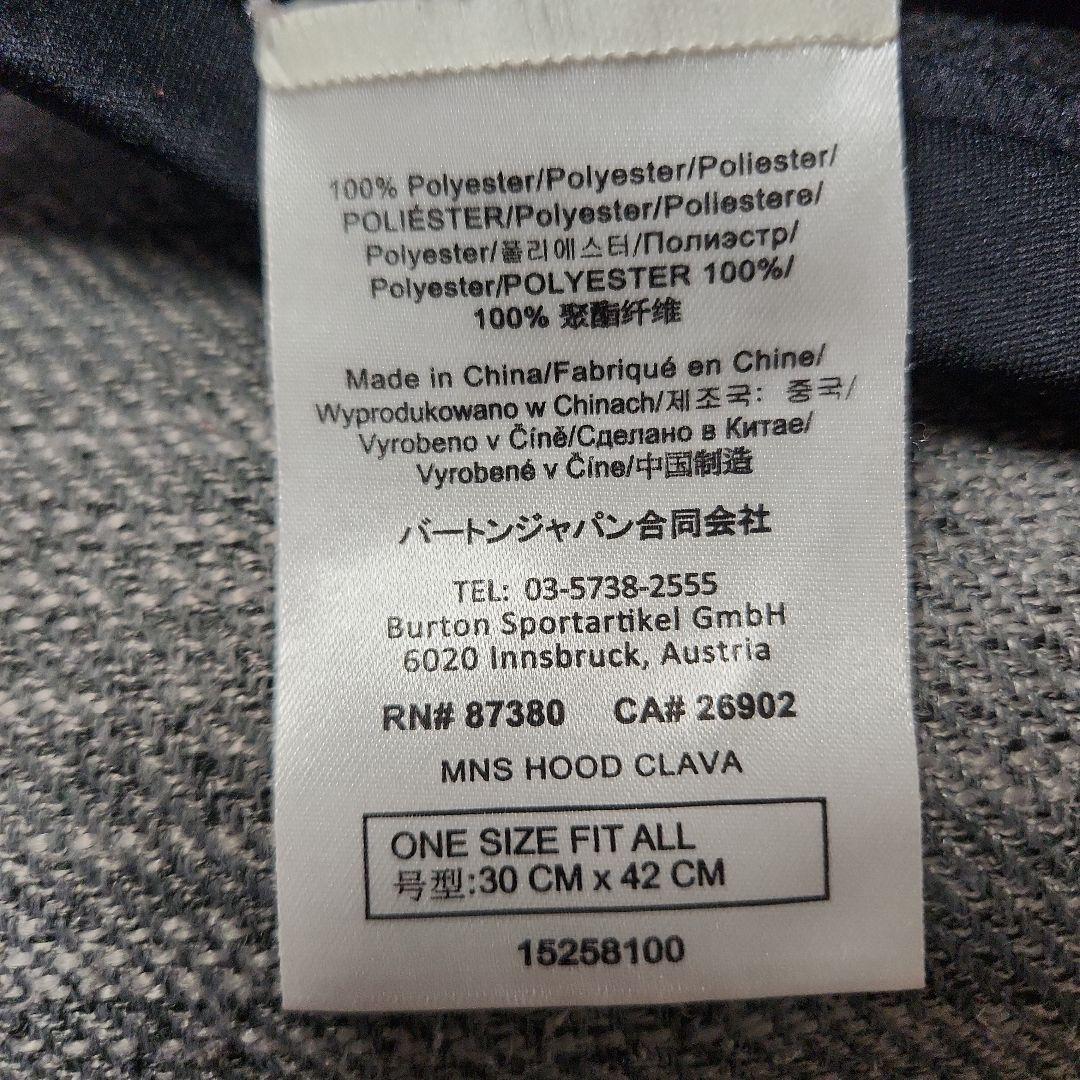 100% Polyester/Polyester/Poliester/
POLIÉSTER/Polyester/Poliestere/
Polyester/폴리에스터/Полиэстр/
Polyester/POLYESTER 100%/
100% 聚酯纤维
Made in China/Fabriqué en Chine/
Wyprodukowano w Chinach/제조국: 중국/
Vyrobeno v Číně/Сделано в Китае/
Vyrobené v Číne/中国制造
バートンジャパン合同会社
TEL: 03-5738-2555
Burton Sportartikel GmbH
6020 Innsbruck, Austria
RN# 87380 CA# 26902
MNS HOOD CLAVA
ONE SIZE FIT ALL
号型:30 CM x 42 CM
15258100